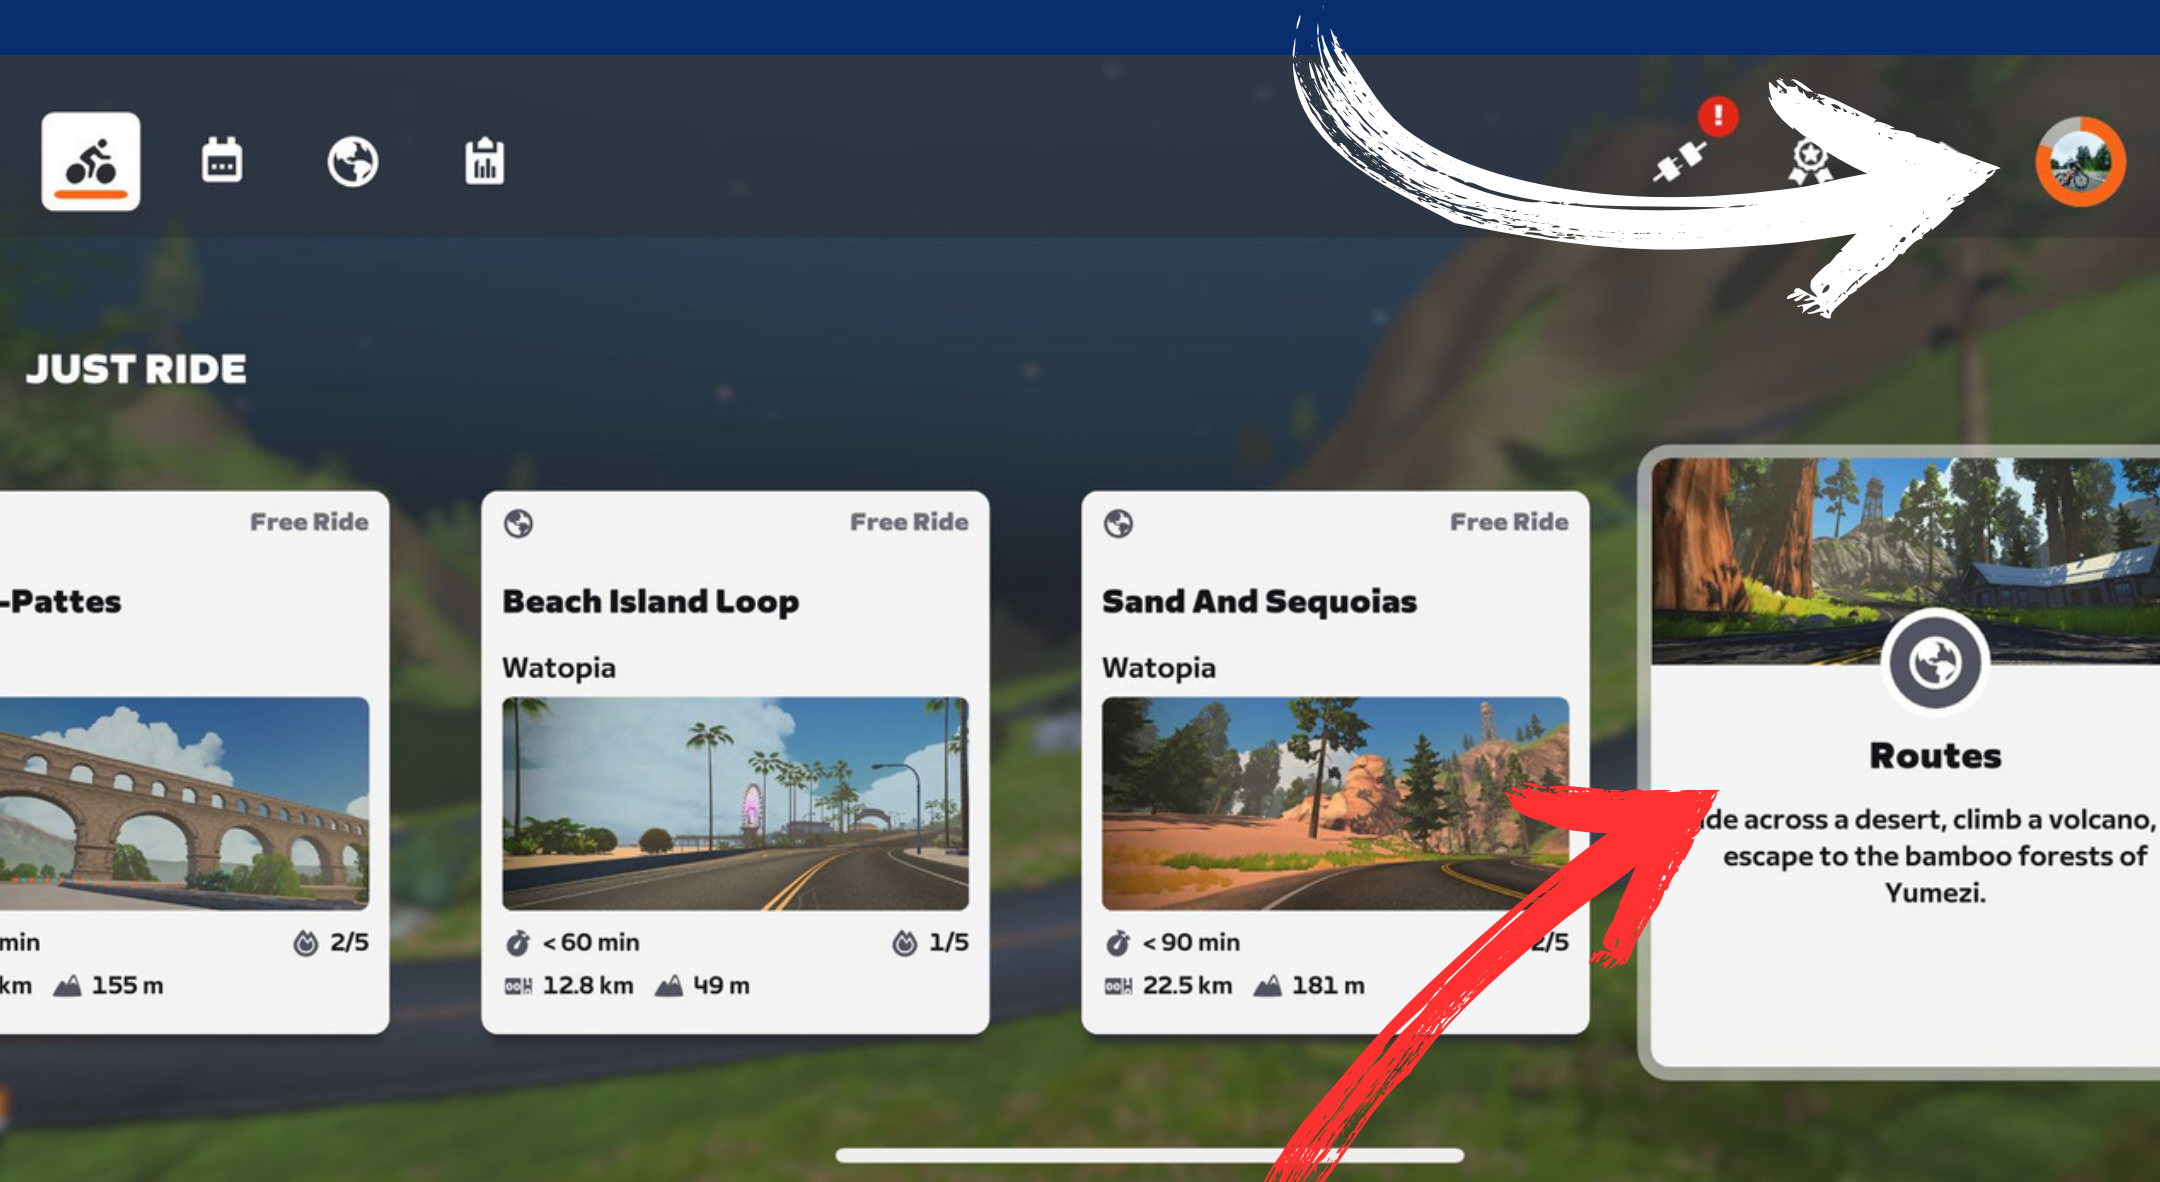 !
JUST RIDE
Free Ride
-Pattes
min
2/5
km 155 m
Free Ride
Beach Island Loop
Watopia
< 60 min
1/5
12.8 km 49 m
Free Ride
Sand And Sequoias
Watopia
< 90 min
2/5
22.5 km 181 m
Routes
de across a desert, climb a volcano,
escape to the bamboo forests of
Yumezi.